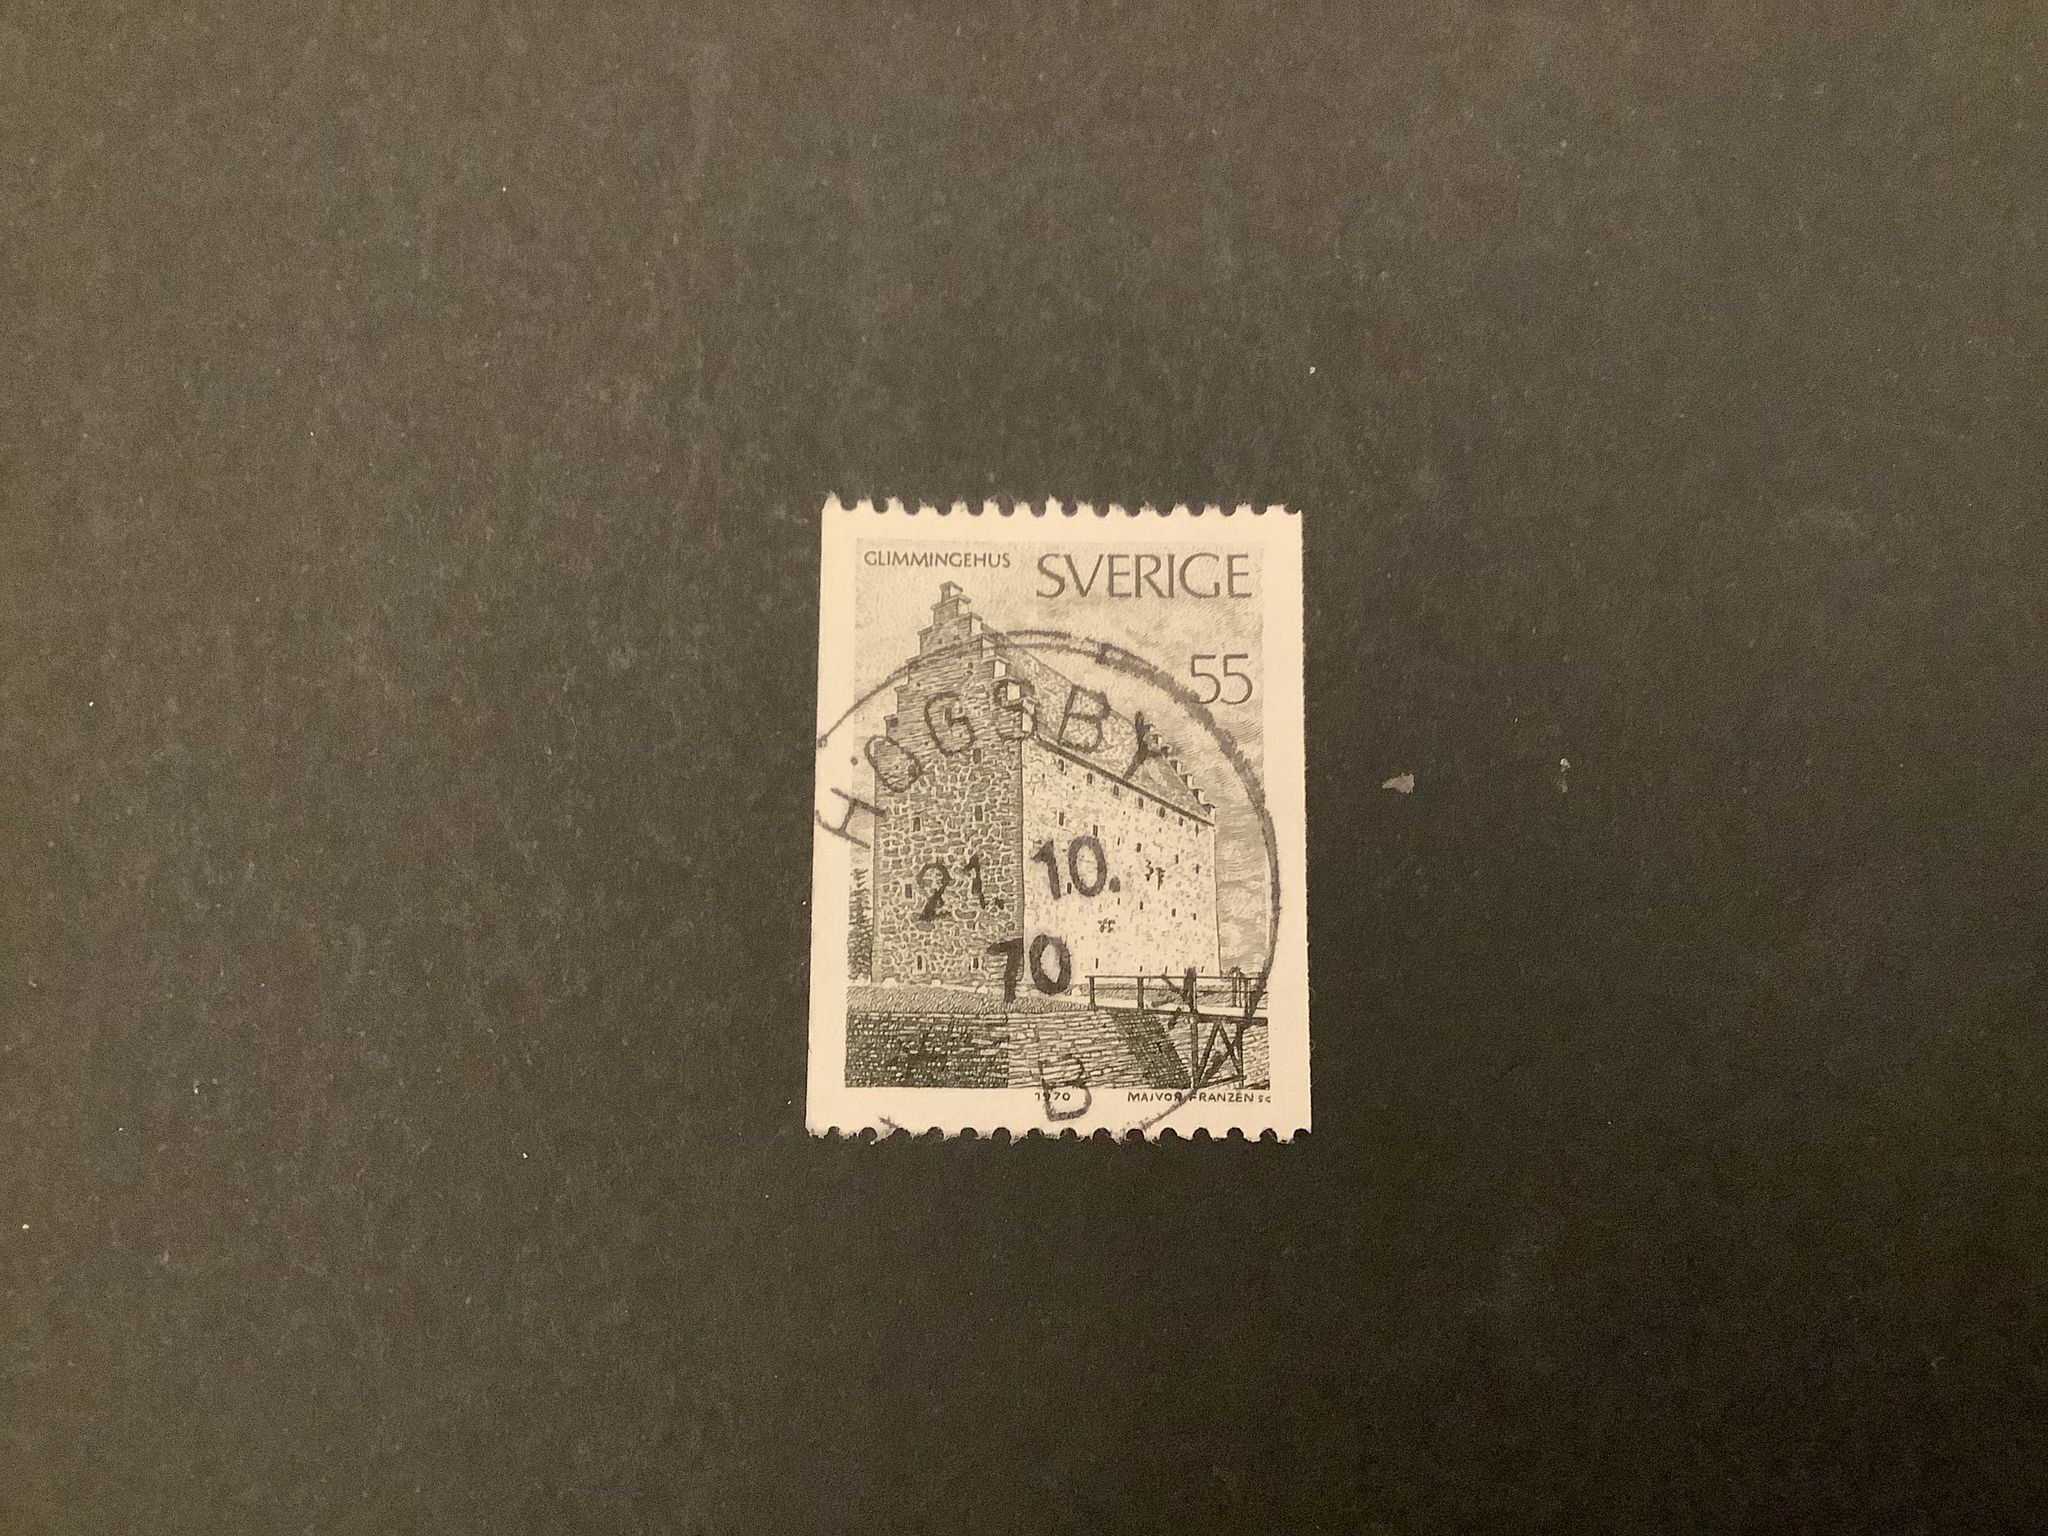 GLIMMINGEHUS SVERIGE
55
HÖGSBY
21. 10.
70
B
1970 MAJVOR FRANZÉN SC